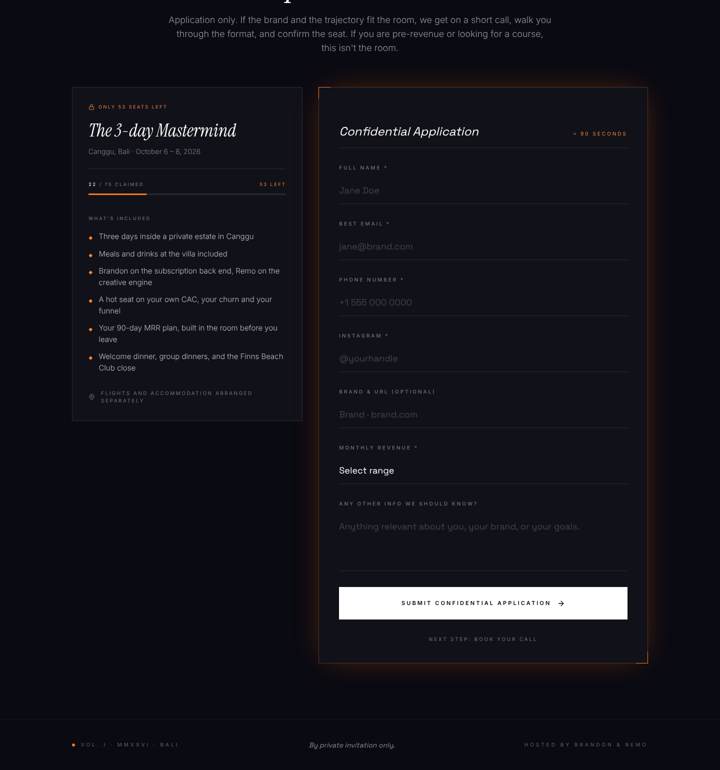 Application only. If the brand and the trajectory fit the room, we get on a short call, walk you
through the format, and confirm the seat. If you are pre-revenue or looking for a course,
this isn't the room.
ONLY 53 SEATS LEFT
The 3-day Mastermind
Canggu, Bali · October 6 – 8, 2026
22 / 75 CLAIMED
53 LEFT
WHAT'S INCLUDED
Three days inside a private estate in Canggu
Meals and drinks at the villa included
Brandon on the subscription back end, Remo on the
creative engine
A hot seat on your own CAC, your churn and your
funnel
Your 90-day MRR plan, built in the room before you
leave
Welcome dinner, group dinners, and the Finns Beach
Club close
FLIGHTS AND ACCOMMODATION ARRANGED
SEPARATELY
Confidential Application
~ 90 SECONDS
FULL NAME *
Jane Doe
BEST EMAIL *
jane@brand.com
PHONE NUMBER *
+1 555 000 0000
INSTAGRAM *
@yourhandle
BRAND & URL (OPTIONAL)
Brand · brand.com
MONTHLY REVENUE *
Select range
ANY OTHER INFO WE SHOULD KNOW?
Anything relevant about you, your brand, or your goals.
SUBMIT CONFIDENTIAL APPLICATION →
NEXT STEP: BOOK YOUR CALL
VOL. I · MMXXVI · BALI
By private invitation only.
HOSTED BY BRANDON & REMO